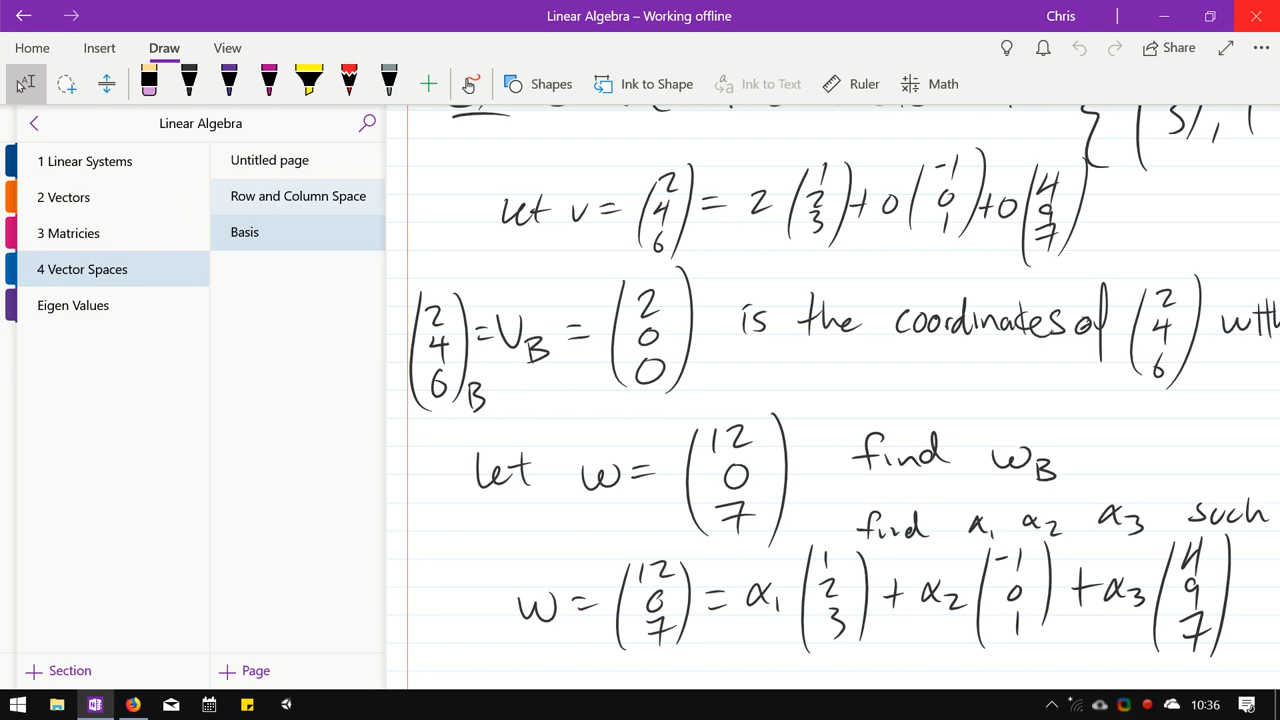 Linear Algebra – Working offline
Chris
Home Insert Draw View
Share
Shapes Ink to Shape Ink to Text Ruler Math
Linear Algebra
1 Linear Systems
2 Vectors
3 Matricies
4 Vector Spaces
Eigen Values
Untitled page
Row and Column Space
Basis
let v = (2 4 6) = 2 (1 2 3) + 0 (-1 0 1) + 0 (4 9 7)
(2 4 6)B = VB = (2 0 0) is the coordinates of (2 4 6)
let w = (12 0 7) find wB
find α1 α2 α3 such
w = (12 0 7) = α1 (1 2 3) + α2 (-1 0 1) + α3 (4 9 7)
+ Section
+ Page
10:36